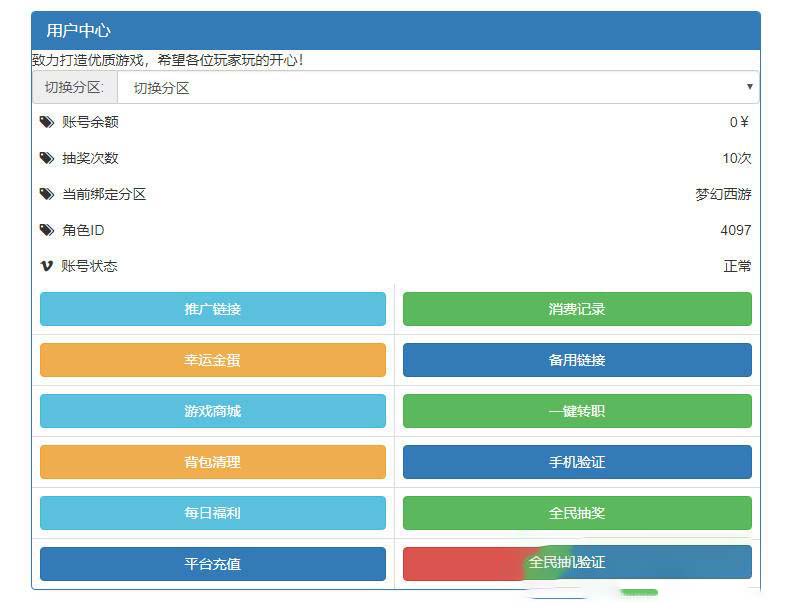 用户中心
致力打造优质游戏，希望各位玩家玩的开心！
切换分区: 切换分区
账号余额 0￥
抽奖次数 10次
当前绑定分区 梦幻西游
角色ID 4097
账号状态 正常
推广链接 消费记录
幸运金蛋 备用链接
游戏商城 一键转职
背包清理 手机验证
每日福利 全民抽奖
平台充值 全民抽机验证